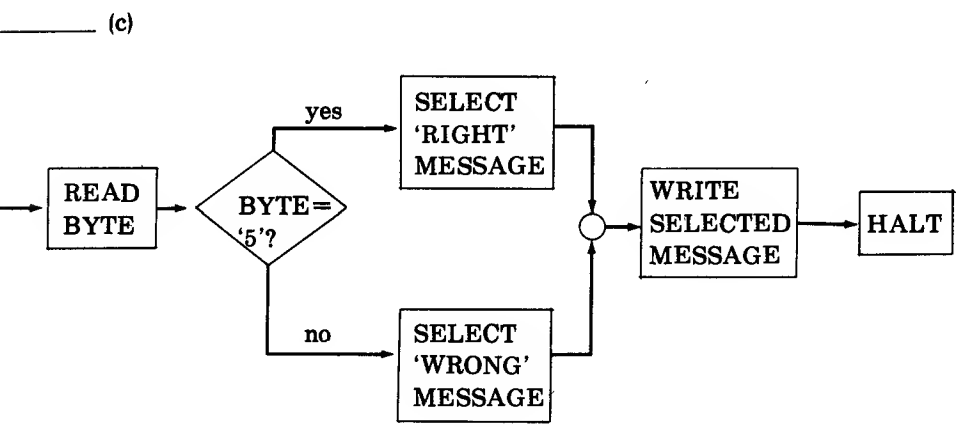 (c)
READ
BYTE
BYTE=
‘5’?
yes
SELECT
‘RIGHT’
MESSAGE
no
SELECT
‘WRONG’
MESSAGE
WRITE
SELECTED
MESSAGE
HALT